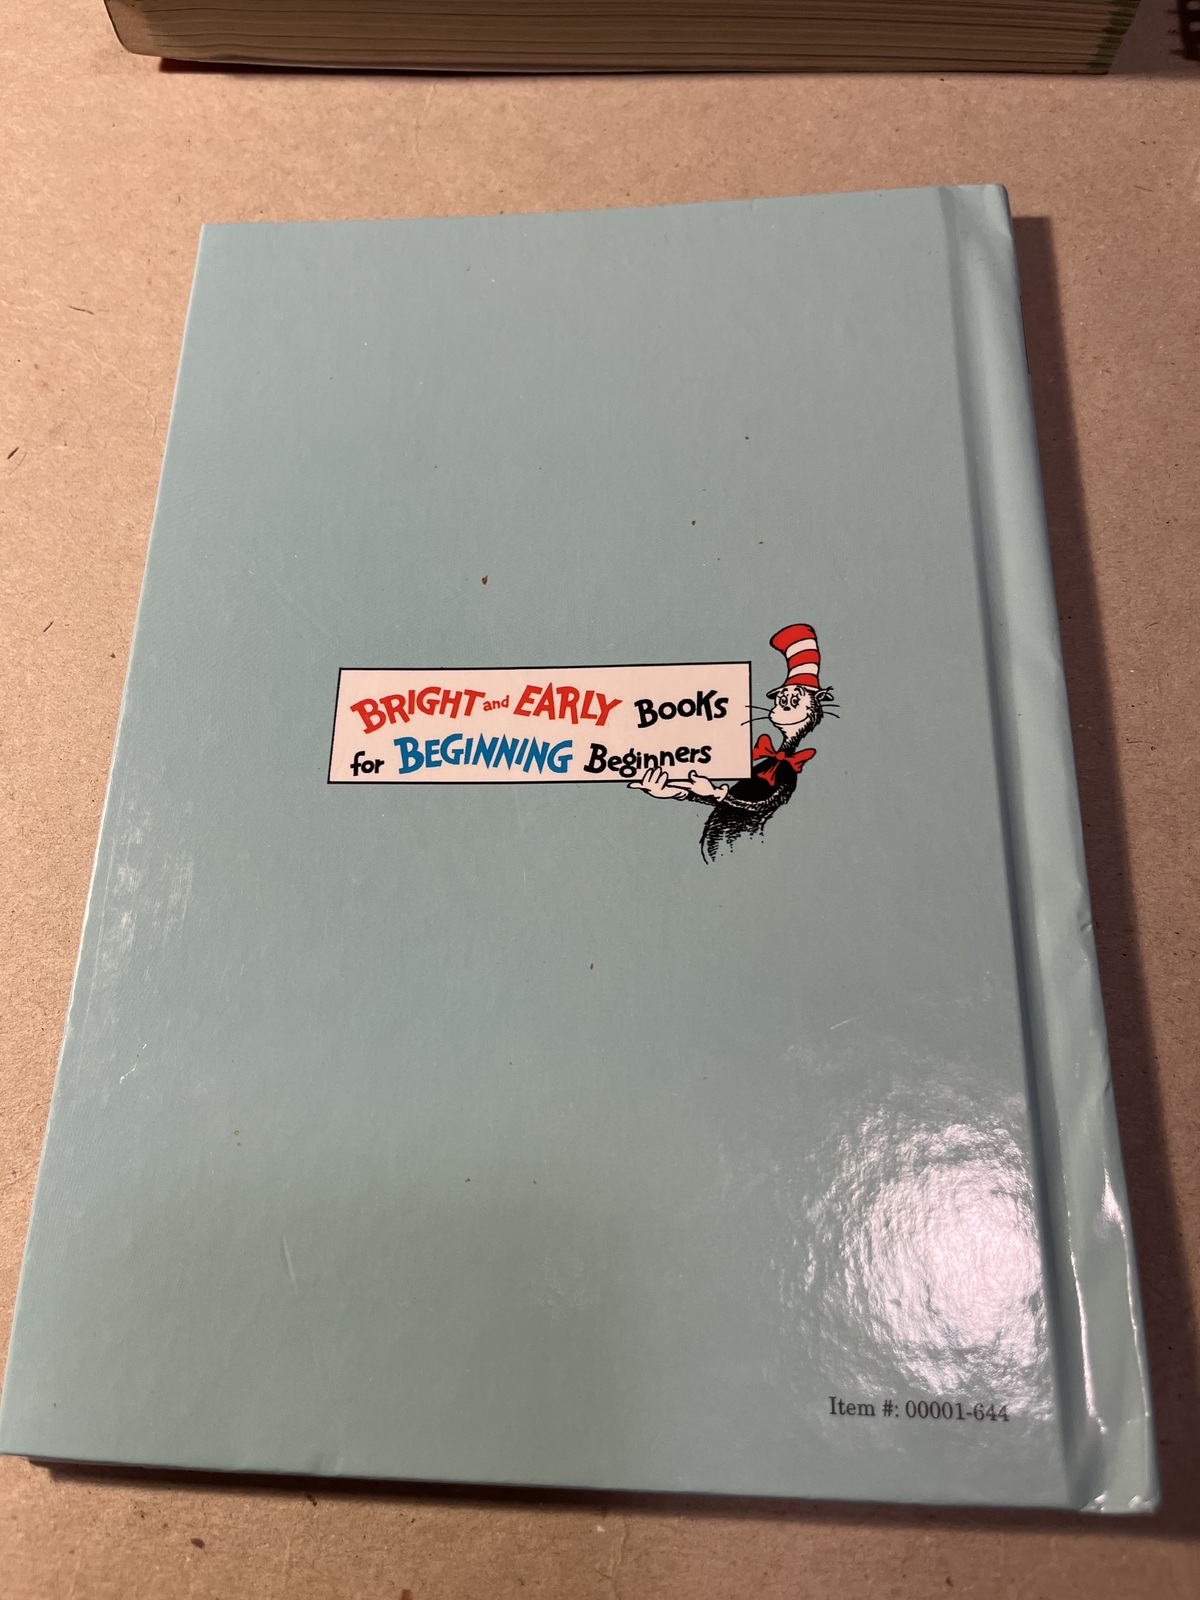 BRIGHT and EARLY Books
for BEGINNING Beginners
Item #: 00001-644